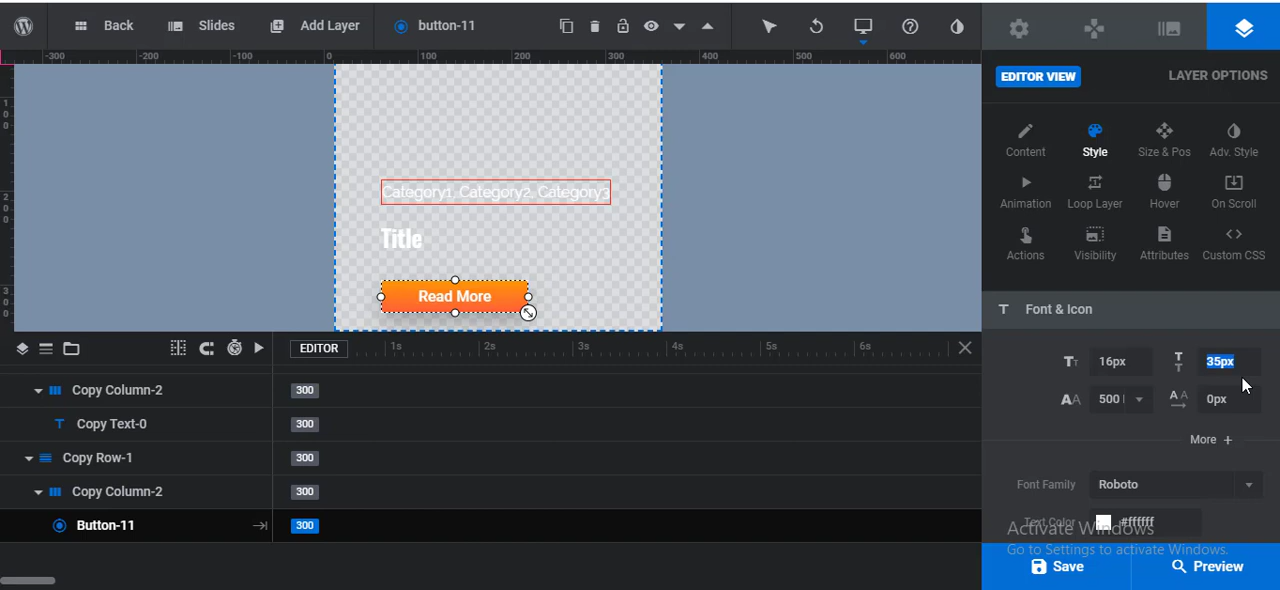 Back Slides Add Layer button-11
-300 -200 -100 0 100 200 300 400 500 600
EDITOR VIEW LAYER OPTIONS
Content Style Size & Pos Adv. Style
Animation Loop Layer Hover On Scroll
Actions Visibility Attributes Custom CSS
100
200
300
Category1, Category2, Category3
Title
Read More
T Font & Icon
EDITOR 1s 2s 3s 4s 5s 6s
16px 35px
500 0px
More +
Copy Column-2 300
Copy Text-0 300
Copy Row-1 300
Copy Column-2 300
Button-11 300
Font Family Roboto
Text Color #ffffff
Activate Windows
Go to Settings to activate Windows.
Save Preview